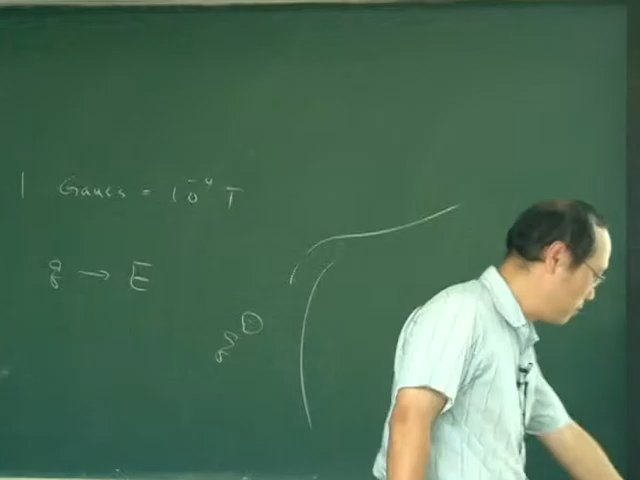 1 Gauss = 10⁻⁴ T
q → E
q ⊕